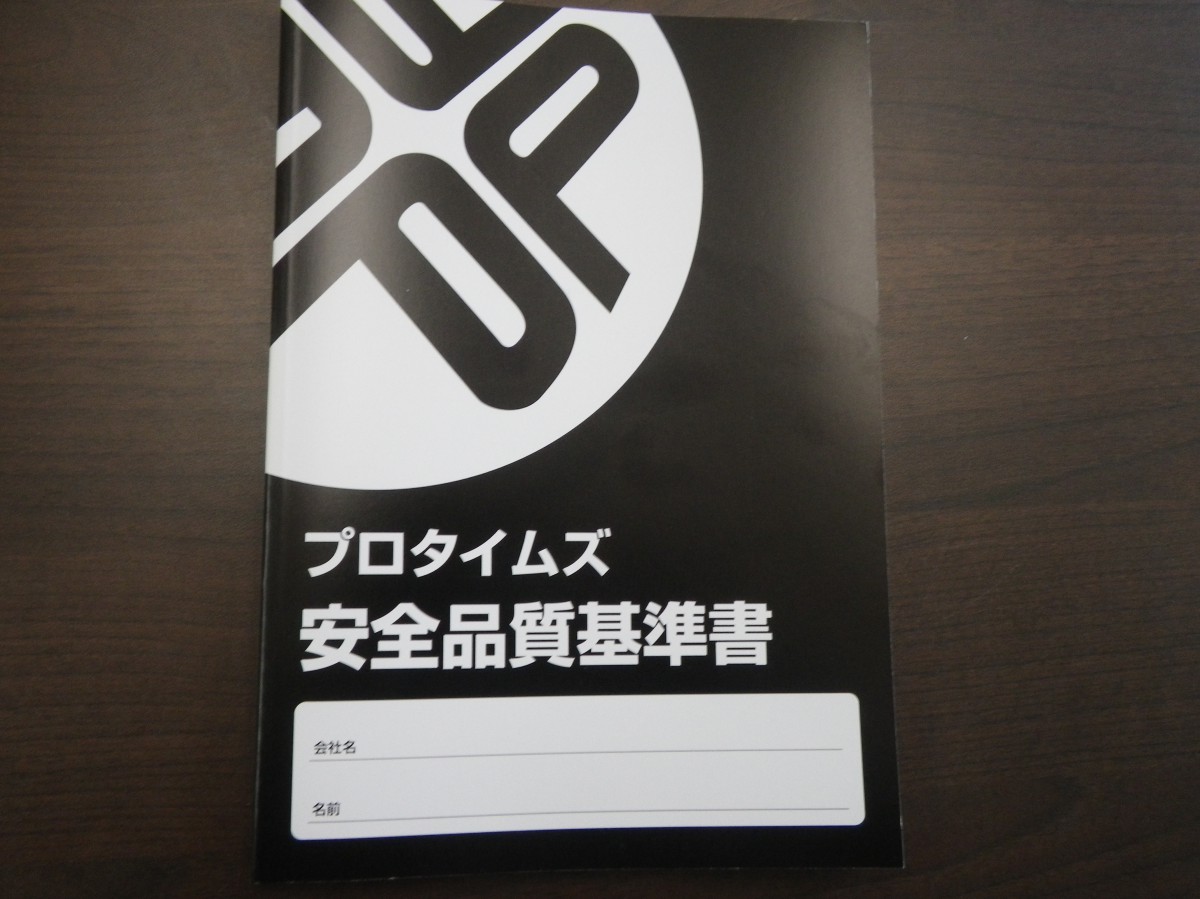 プロタイムズ
安全品質基準書
会社名
名前